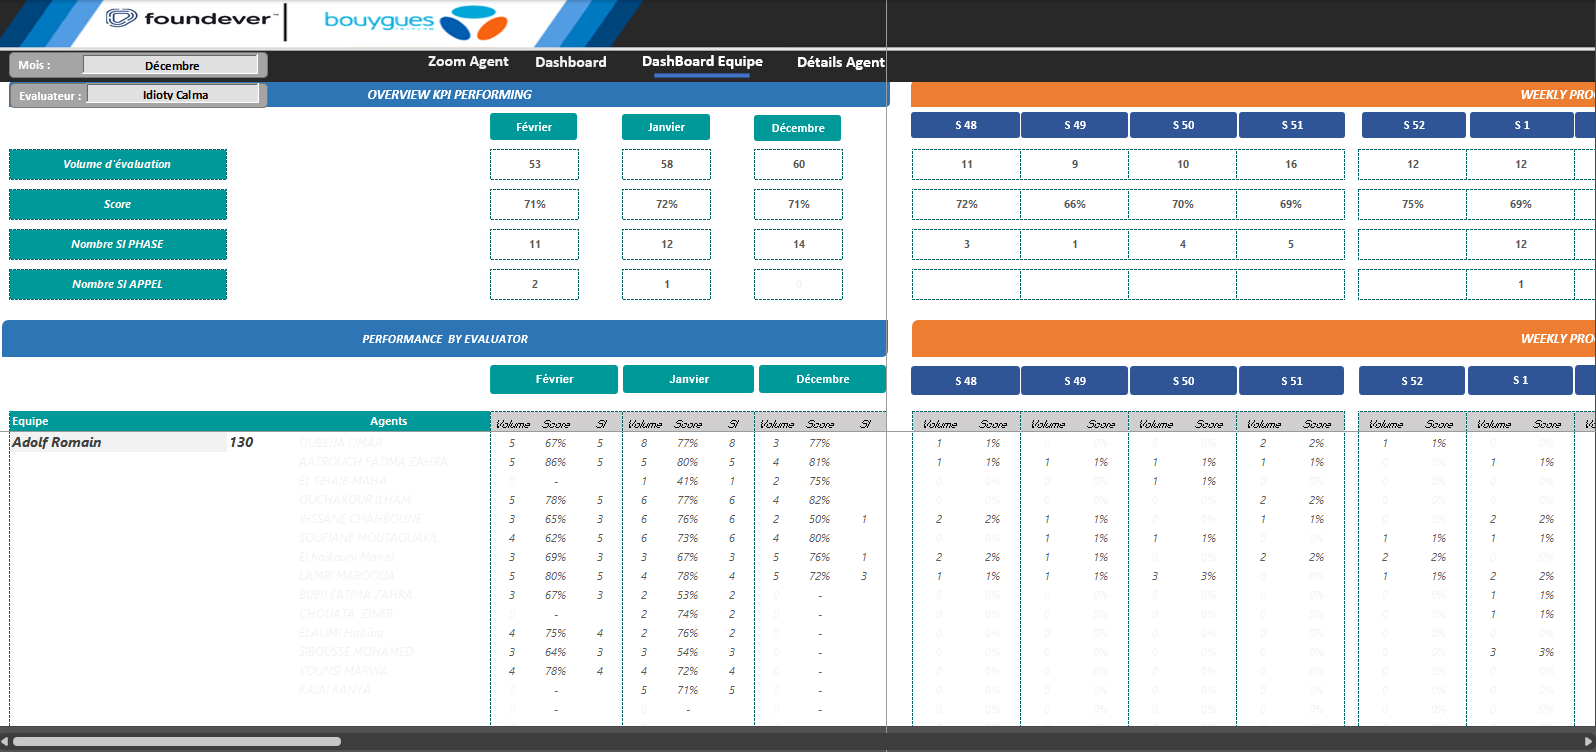 foundever™ bouygues TELECOM
Mois : Décembre
Zoom Agent Dashboard DashBoard Equipe Détails Agent
Evaluateur : Idioty Calma
OVERVIEW KPI PERFORMING WEEKLY PRO
Février Janvier Décembre S 48 S 49 S 50 S 51 S 52 S 1
Volume d'évaluation 53 58 60 11 9 10 16 12 12
Score 71% 72% 71% 72% 66% 70% 69% 75% 69%
Nombre SI PHASE 11 12 14 3 1 4 5 12
Nombre SI APPEL 2 1 0 1
PERFORMANCE BY EVALUATOR WEEKLY PRO
Février Janvier Décembre S 48 S 49 S 50 S 51 S 52 S 1
Equipe Agents Volume Score SI Volume Score SI Volume Score SI Volume Score Volume Score Volume Score Volume Score Volume Score Volume Score
Adolf Romain 130 OUBEJJA OMAR 5 67% 5 8 77% 8 3 77% 1 1% 0 0% 0 0% 2 2% 1 1% 0 0%
AATROUCH FATIMA ZAHRA 5 86% 5 5 80% 5 4 81% 1 1% 1 1% 1 1% 1 1% 0 0% 1 1%
EL GHAIB MAHA 0 - 1 41% 1 2 75% 0 0% 0 0% 1 1% 0 0% 0 0% 0 0%
OUCHAKOUR ILHAM 5 78% 5 6 77% 6 4 82% 0 0% 0 0% 0 0% 2 2% 0 0% 0 0%
IHSSANE CHAHBOUNE 3 65% 3 6 76% 6 2 50% 1 2 2% 1 1% 0 0% 1 1% 0 0% 2 2%
SOUFIANE MOUTAOUAKIL 4 62% 5 6 73% 6 4 80% 0 0% 1 1% 1 1% 0 0% 1 1% 1 1%
El haikouni Manal 3 69% 3 3 67% 3 5 76% 1 2 2% 1 1% 0 0% 2 2% 2 2% 0 0%
LAMRI MAROQUA 5 80% 5 4 78% 4 5 72% 3 1 1% 1 1% 3 3% 0 0% 1 1% 2 2%
BIJBIJ FATIMA ZAHRA 3 67% 3 2 53% 2 0 - 0 0% 0 0% 0 0% 0 0% 0 0% 1 1%
CHOUATA ZINEB 0 - 2 74% 2 0 - 0 0% 0 0% 0 0% 0 0% 0 0% 1 1%
ELALIMI Habiba 4 75% 4 2 76% 2 0 - 0 0% 0 0% 0 0% 0 0% 0 0% 0 0%
SIBOUSSE MOHAMED 3 64% 3 3 54% 3 0 - 0 0% 0 0% 0 0% 0 0% 0 0% 3 3%
YOUNSI MARWA 4 78% 4 4 72% 4 0 - 0 0% 0 0% 0 0% 0 0% 0 0% 0 0%
KAJAI RANYA 0 - 5 71% 5 0 - 0 0% 0 0% 0 0% 0 0% 0 0% 0 0%
0 - 0 - 0 - 0 0% 0 0% 0 0% 0 0% 0 0% 0 0%